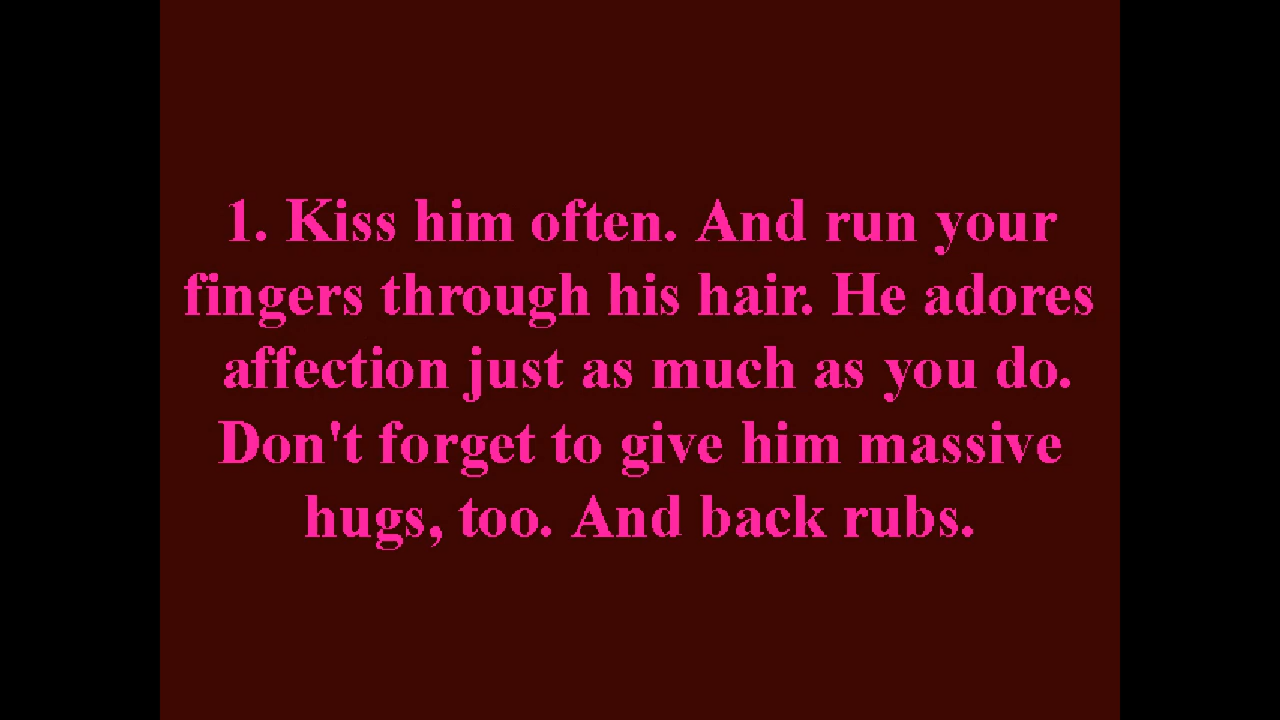 1. Kiss him often. And run your
fingers through his hair. He adores
affection just as much as you do.
Don't forget to give him massive
hugs, too. And back rubs.